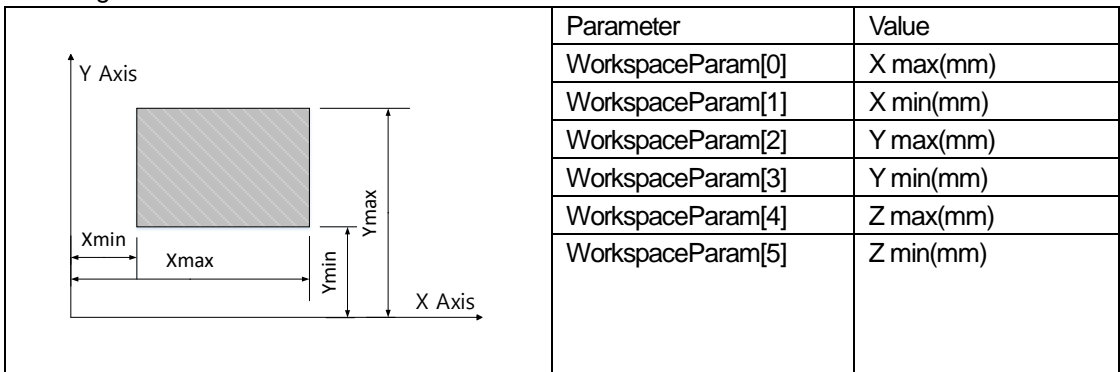 Y Axis
Xmin
Xmax
Ymin
Ymax
X Axis
Parameter Value
WorkspaceParam[0] X max(mm)
WorkspaceParam[1] X min(mm)
WorkspaceParam[2] Y max(mm)
WorkspaceParam[3] Y min(mm)
WorkspaceParam[4] Z max(mm)
WorkspaceParam[5] Z min(mm)